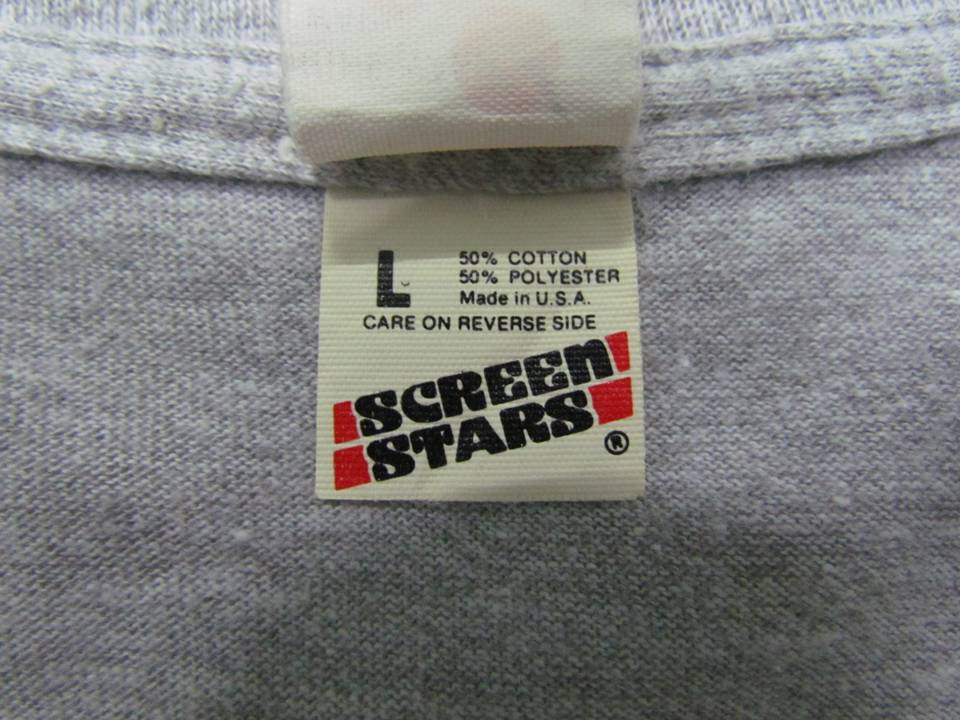 L
50% COTTON
50% POLYESTER
Made in U.S.A.
CARE ON REVERSE SIDE
SCREEN
STARS
®